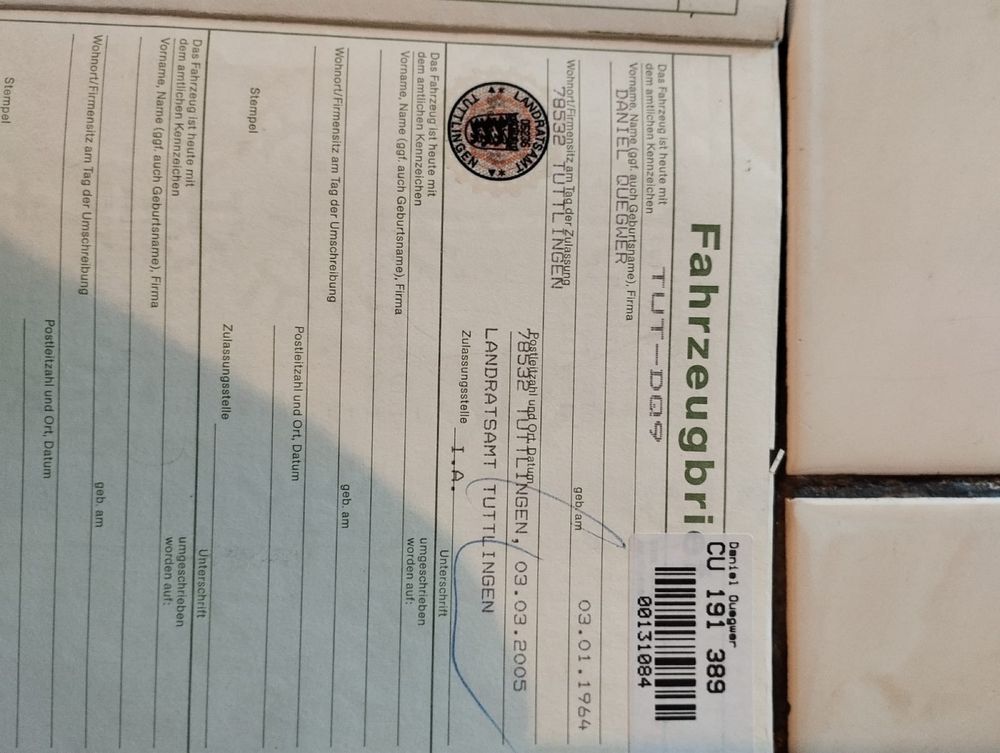 Fahrzeugbrie
Daniel Duegwer
CU 191 389
00131084
Das Fahrzeug ist heute mit
dem amtlichen Kennzeichen
TUT-DQ9
Vorname, Name (ggf. auch Geburtsname), Firma
DANIEL QUEGWER
geb. am
03.01.1964
Wohnort/Firmensitz am Tag der Zulassung
78532 TUTTLINGEN
Postleitzahl und Ort, Datum
78532 TUTTLINGEN, 03.03.2005
LANDRATSAMT TUTTLINGEN
Zulassungsstelle
I.A.
LANDRATSAMT
TUTTLINGEN
Unterschrift
Das Fahrzeug ist heute mit
dem amtlichen Kennzeichen
umgeschrieben
worden auf:
Vorname, Name (ggf. auch Geburtsname), Firma
geb. am
Wohnort/Firmensitz am Tag der Umschreibung
Postleitzahl und Ort, Datum
Stempel
Zulassungsstelle
Unterschrift
Das Fahrzeug ist heute mit
dem amtlichen Kennzeichen
umgeschrieben
worden auf:
Vorname, Name (ggf. auch Geburtsname), Firma
geb. am
Wohnort/Firmensitz am Tag der Umschreibung
Postleitzahl und Ort, Datum
Stempel